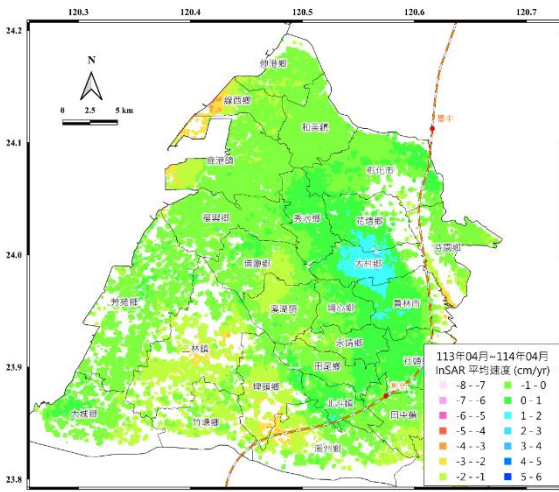 120.3 120.4 120.5 120.6 120.7
24.2
N
伸港鄉
0 2.5 5 km
線西鄉
和美鎮
臺中
24.1
鹿港鎮
彰化市
福興鄉
秀水鄉
花壇鄉
芬園鄉
24.0
埔鹽鄉
大村鄉
芳苑鄉
溪湖鎮
埔心鄉
員林市
23.9
二林鎮
永靖鄉
社頭
田尾鄉
埤頭鄉
大城鄉
竹塘鄉
北斗鎮
田中鎮
溪州鄉
23.8
113年04月~114年04月
InSAR 平均速度 (cm/yr)
-8 - -7 -1 - 0
-7 - -6 0 - 1
-6 - -5 1 - 2
-5 - -4 2 - 3
-4 - -3 3 - 4
-3 - -2 4 - 5
-2 - -1 5 - 6